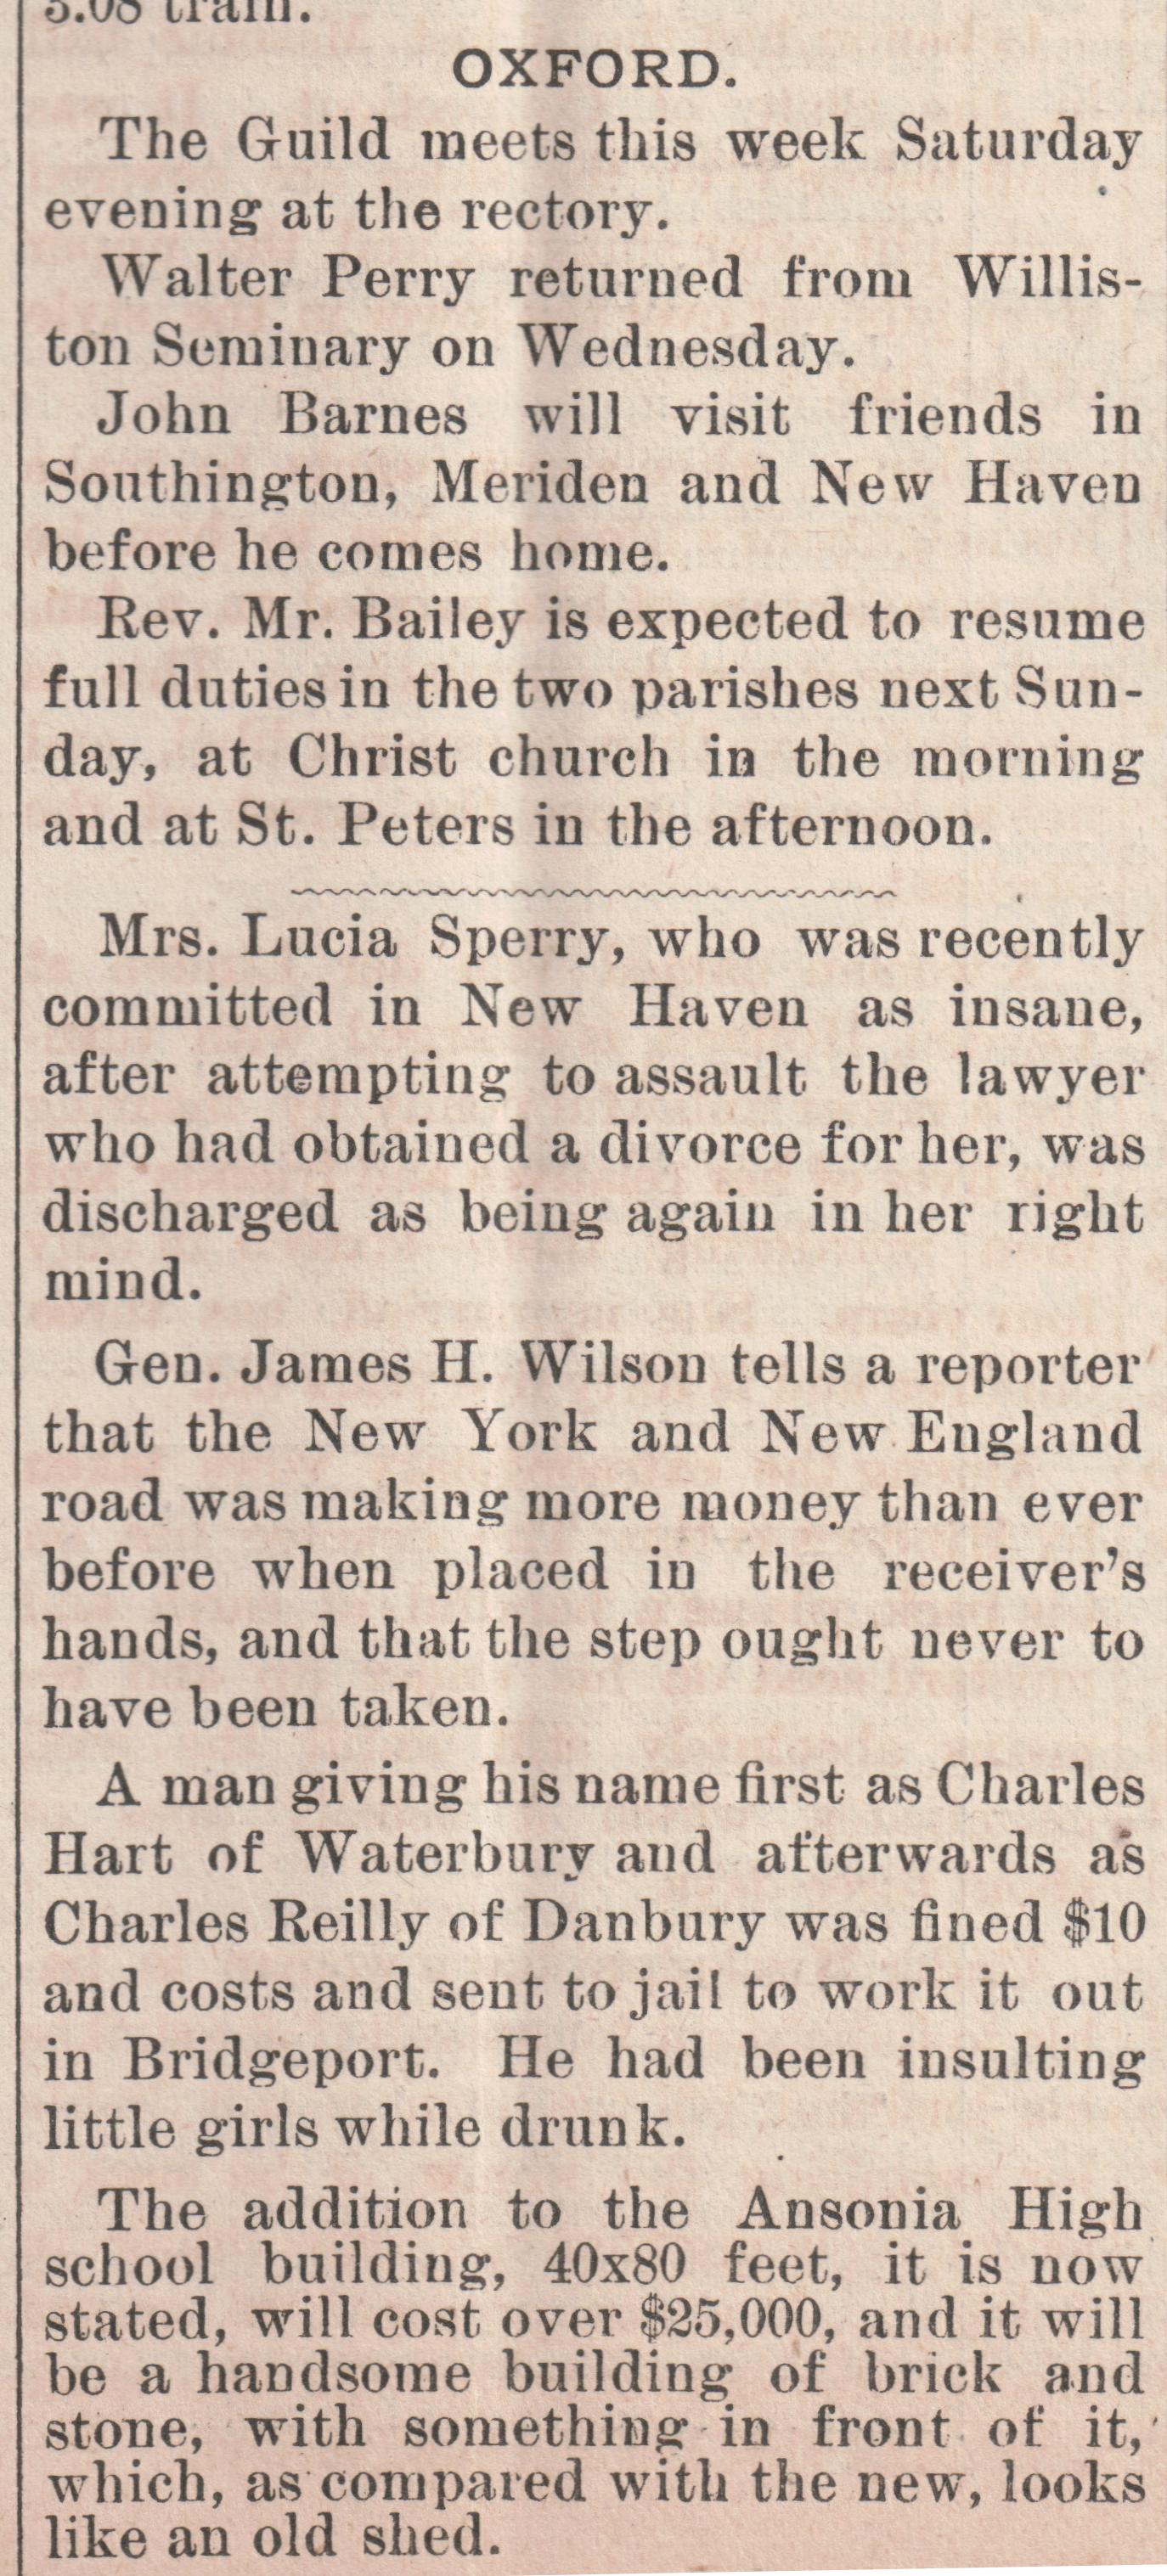 3.08 train.
OXFORD.
The Guild meets this week Saturday
evening at the rectory.
Walter Perry returned from Willis-
ton Seminary on Wednesday.
John Barnes will visit friends in
Southington, Meriden and New Haven
before he comes home.
Rev. Mr. Bailey is expected to resume
full duties in the two parishes next Sun-
day, at Christ church in the morning
and at St. Peters in the afternoon.
Mrs. Lucia Sperry, who was recently
committed in New Haven as insane,
after attempting to assault the lawyer
who had obtained a divorce for her, was
discharged as being again in her right
mind.
Gen. James H. Wilson tells a reporter
that the New York and New England
road was making more money than ever
before when placed in the receiver's
hands, and that the step ought never to
have been taken.
A man giving his name first as Charles
Hart of Waterbury and afterwards as
Charles Reilly of Danbury was fined $10
and costs and sent to jail to work it out
in Bridgeport. He had been insulting
little girls while drunk.
The addition to the Ansonia High
school building, 40x80 feet, it is now
stated, will cost over $25,000, and it will
be a handsome building of brick and
stone, with something in front of it,
which, as compared with the new, looks
like an old shed.